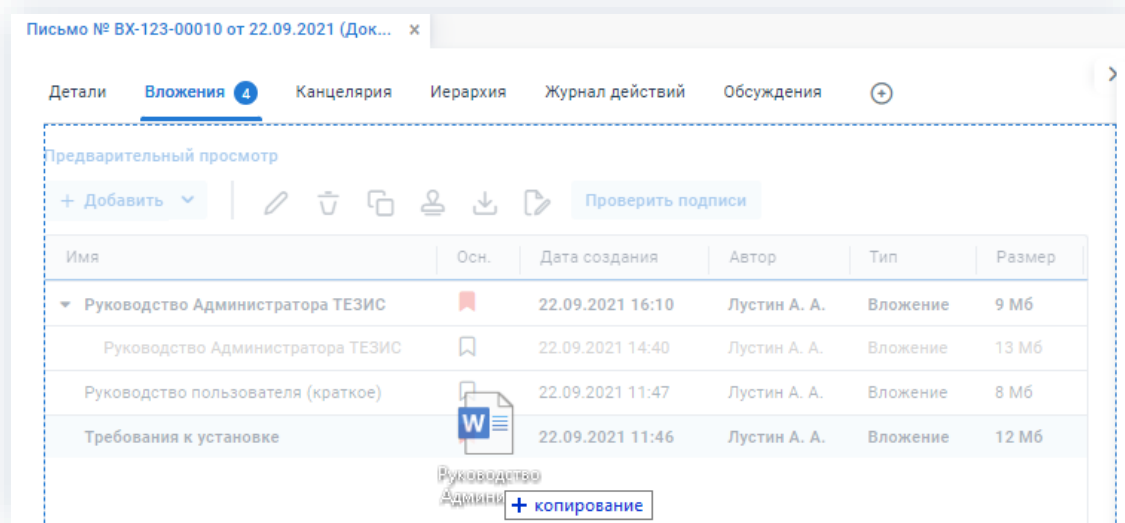 Письмо № ВХ-123-00010 от 22.09.2021 (Док...
Детали Вложения 4 Канцелярия Иерархия Журнал действий Обсуждения
Предварительный просмотр
+ Добавить Проверить подписи
Имя Осн. Дата создания Автор Тип Размер
Руководство Администратора ТЕЗИС 22.09.2021 16:10 Лустин А. А. Вложение 9 Мб
Руководство Администратора ТЕЗИС 22.09.2021 14:40 Лустин А. А. Вложение 13 Мб
Руководство пользователя (краткое) 22.09.2021 11:47 Лустин А. А. Вложение 8 Мб
Требования к установке W 22.09.2021 11:46 Лустин А. А. Вложение 12 Мб
Руководство
+ копирование